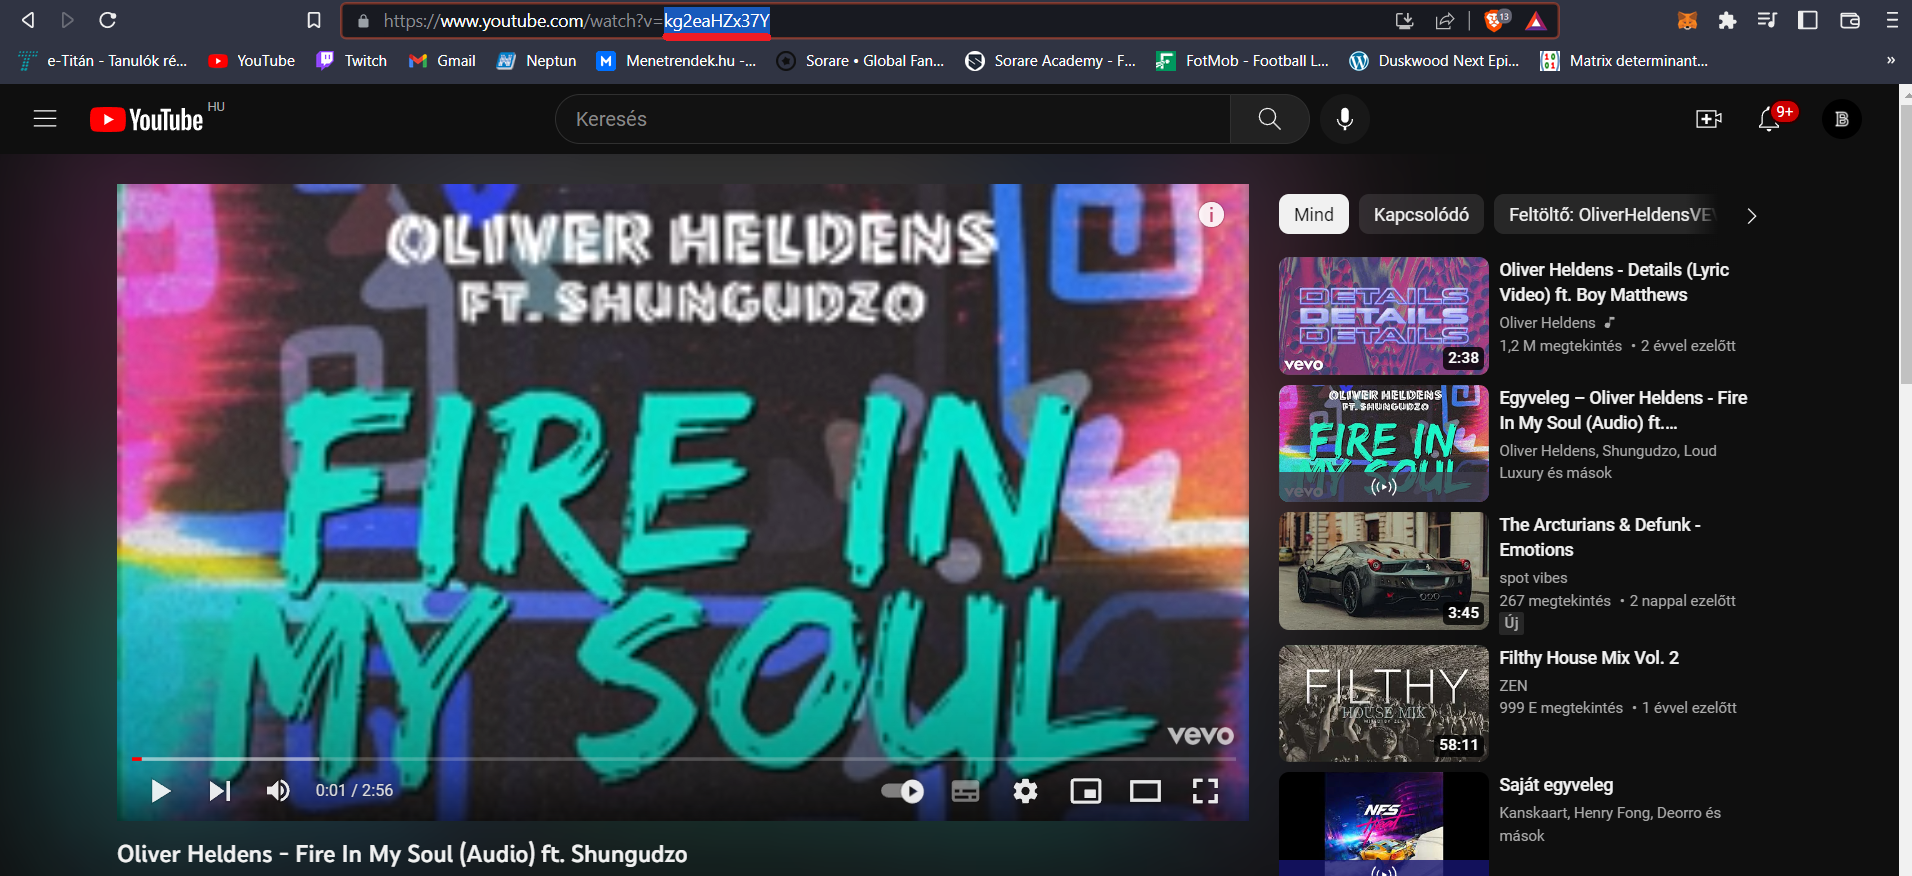 https://www.youtube.com/watch?v=kg2eaHZx37Y
13
e-Titán - Tanulók ré...
YouTube
Twitch
Gmail
Neptun
Menetrendek.hu -...
Sorare • Global Fan...
Sorare Academy - F...
FotMob - Football L...
Duskwood Next Epi...
Matrix determinant...
»
YouTube HU
Keresés
9+
B
OLIVER HELDENS
FT. SHUNGUDZO
FIRE IN
MY SOUL
vevo
0:01 / 2:56
Oliver Heldens - Fire In My Soul (Audio) ft. Shungudzo
Mind
Kapcsolódó
Feltöltő: OliverHeldensVEV
DETAILS
DETAILS
DETAILS
vevo
2:38
Oliver Heldens - Details (Lyric
Video) ft. Boy Matthews
Oliver Heldens
1,2 M megtekintés • 2 évvel ezelőtt
OLIVER HELDENS
FT. SHUNGUDZO
FIRE IN
MY SOUL
vevo
Egyveleg – Oliver Heldens - Fire
In My Soul (Audio) ft....
Oliver Heldens, Shungudzo, Loud
Luxury és mások
3:45
The Arcturians & Defunk -
Emotions
spot vibes
267 megtekintés • 2 nappal ezelőtt
Új
FILTHY
HOUSE MIX
58:11
Filthy House Mix Vol. 2
ZEN
999 E megtekintés • 1 évvel ezelőtt
NFS
Heat
Saját egyveleg
Kanskaart, Henry Fong, Deorro és
mások